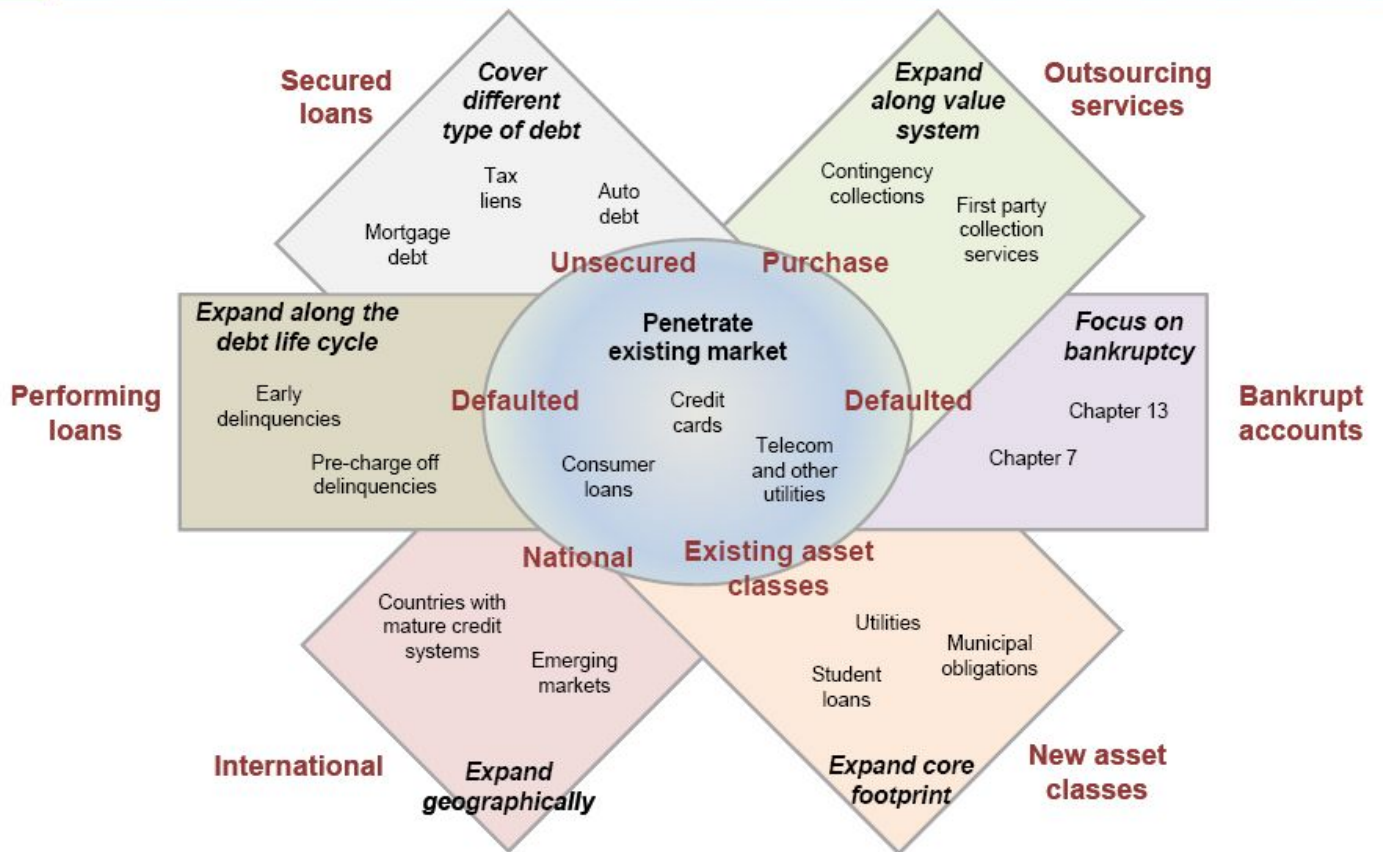 Secured
loans
Cover
different
type of debt
Tax
liens
Auto
debt
Mortgage
debt
Unsecured
Expand
along value
system
Outsourcing
services
Contingency
collections
First party
collection
services
Purchase
Expand along the
debt life cycle
Performing
loans
Early
delinquencies
Pre-charge off
delinquencies
Defaulted
Penetrate
existing market
Credit
cards
Consumer
loans
Telecom
and other
utilities
Defaulted
Focus on
bankruptcy
Chapter 13
Chapter 7
Bankrupt
accounts
National
Countries with
mature credit
systems
Emerging
markets
International
Expand
geographically
Existing asset
classes
Utilities
Municipal
obligations
Student
loans
Expand core
footprint
New asset
classes